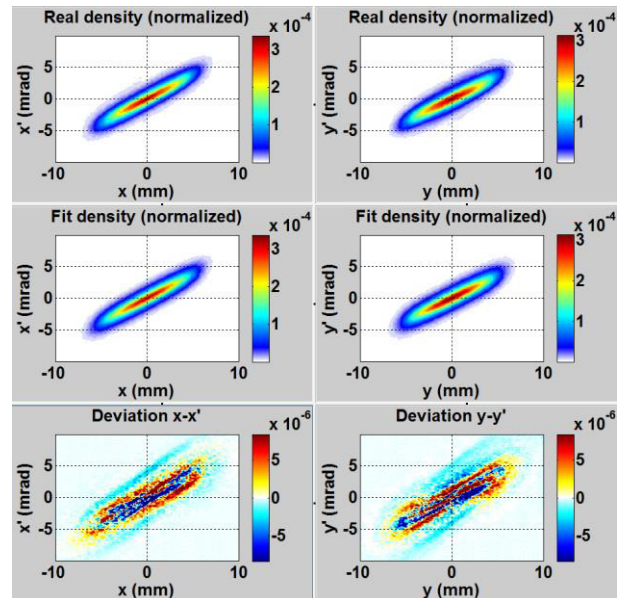 Real density (normalized)
x 10⁻⁴
x' (mrad)
5
0
-5
-10
0
10
x (mm)
3
2
1
Real density (normalized)
x 10⁻⁴
y' (mrad)
5
0
-5
-10
0
10
y (mm)
3
2
1
Fit density (normalized)
x 10⁻⁴
x' (mrad)
5
0
-5
-10
0
10
x (mm)
3
2
1
Fit density (normalized)
x 10⁻⁴
y' (mrad)
5
0
-5
-10
0
10
y (mm)
3
2
1
Deviation x-x'
x 10⁻⁶
x' (mrad)
5
0
-5
-10
0
10
x (mm)
5
0
-5
Deviation y-y'
x 10⁻⁶
y' (mrad)
5
0
-5
-10
0
10
y (mm)
5
0
-5